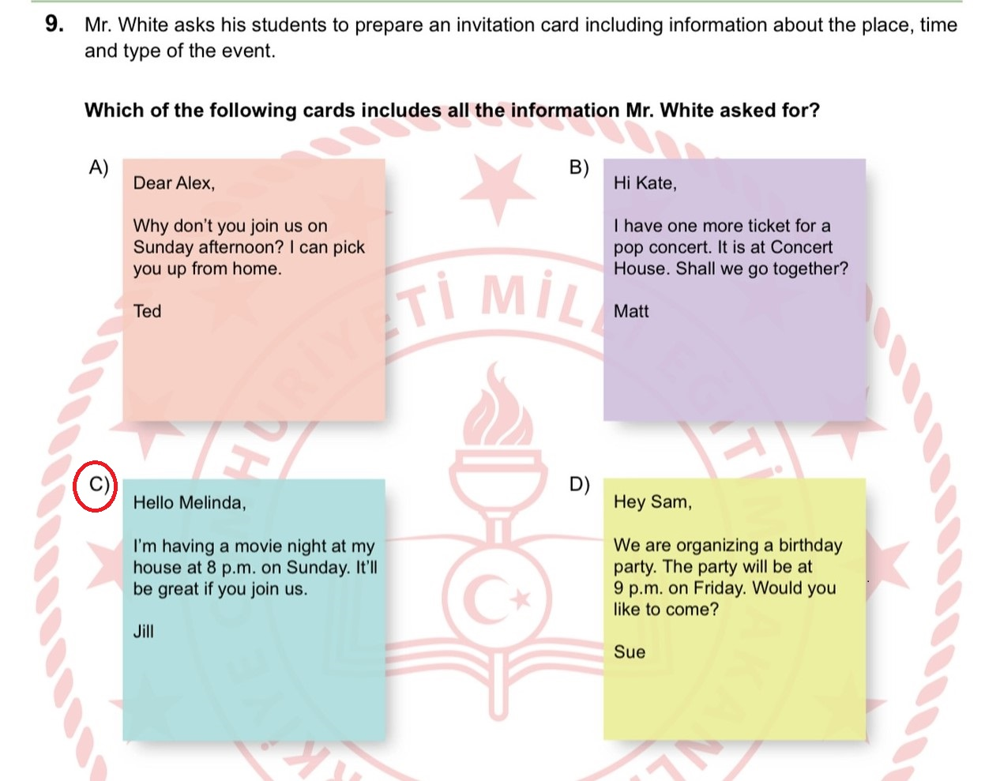 9. Mr. White asks his students to prepare an invitation card including information about the place, time
and type of the event.
Which of the following cards includes all the information Mr. White asked for?
A)
Dear Alex,
Why don't you join us on
Sunday afternoon? I can pick
you up from home.
Ted
B)
Hi Kate,
I have one more ticket for a
pop concert. It is at Concert
House. Shall we go together?
Matt
C)
Hello Melinda,
I'm having a movie night at my
house at 8 p.m. on Sunday. It'll
be great if you join us.
Jill
D)
Hey Sam,
We are organizing a birthday
party. The party will be at
9 p.m. on Friday. Would you
like to come?
Sue